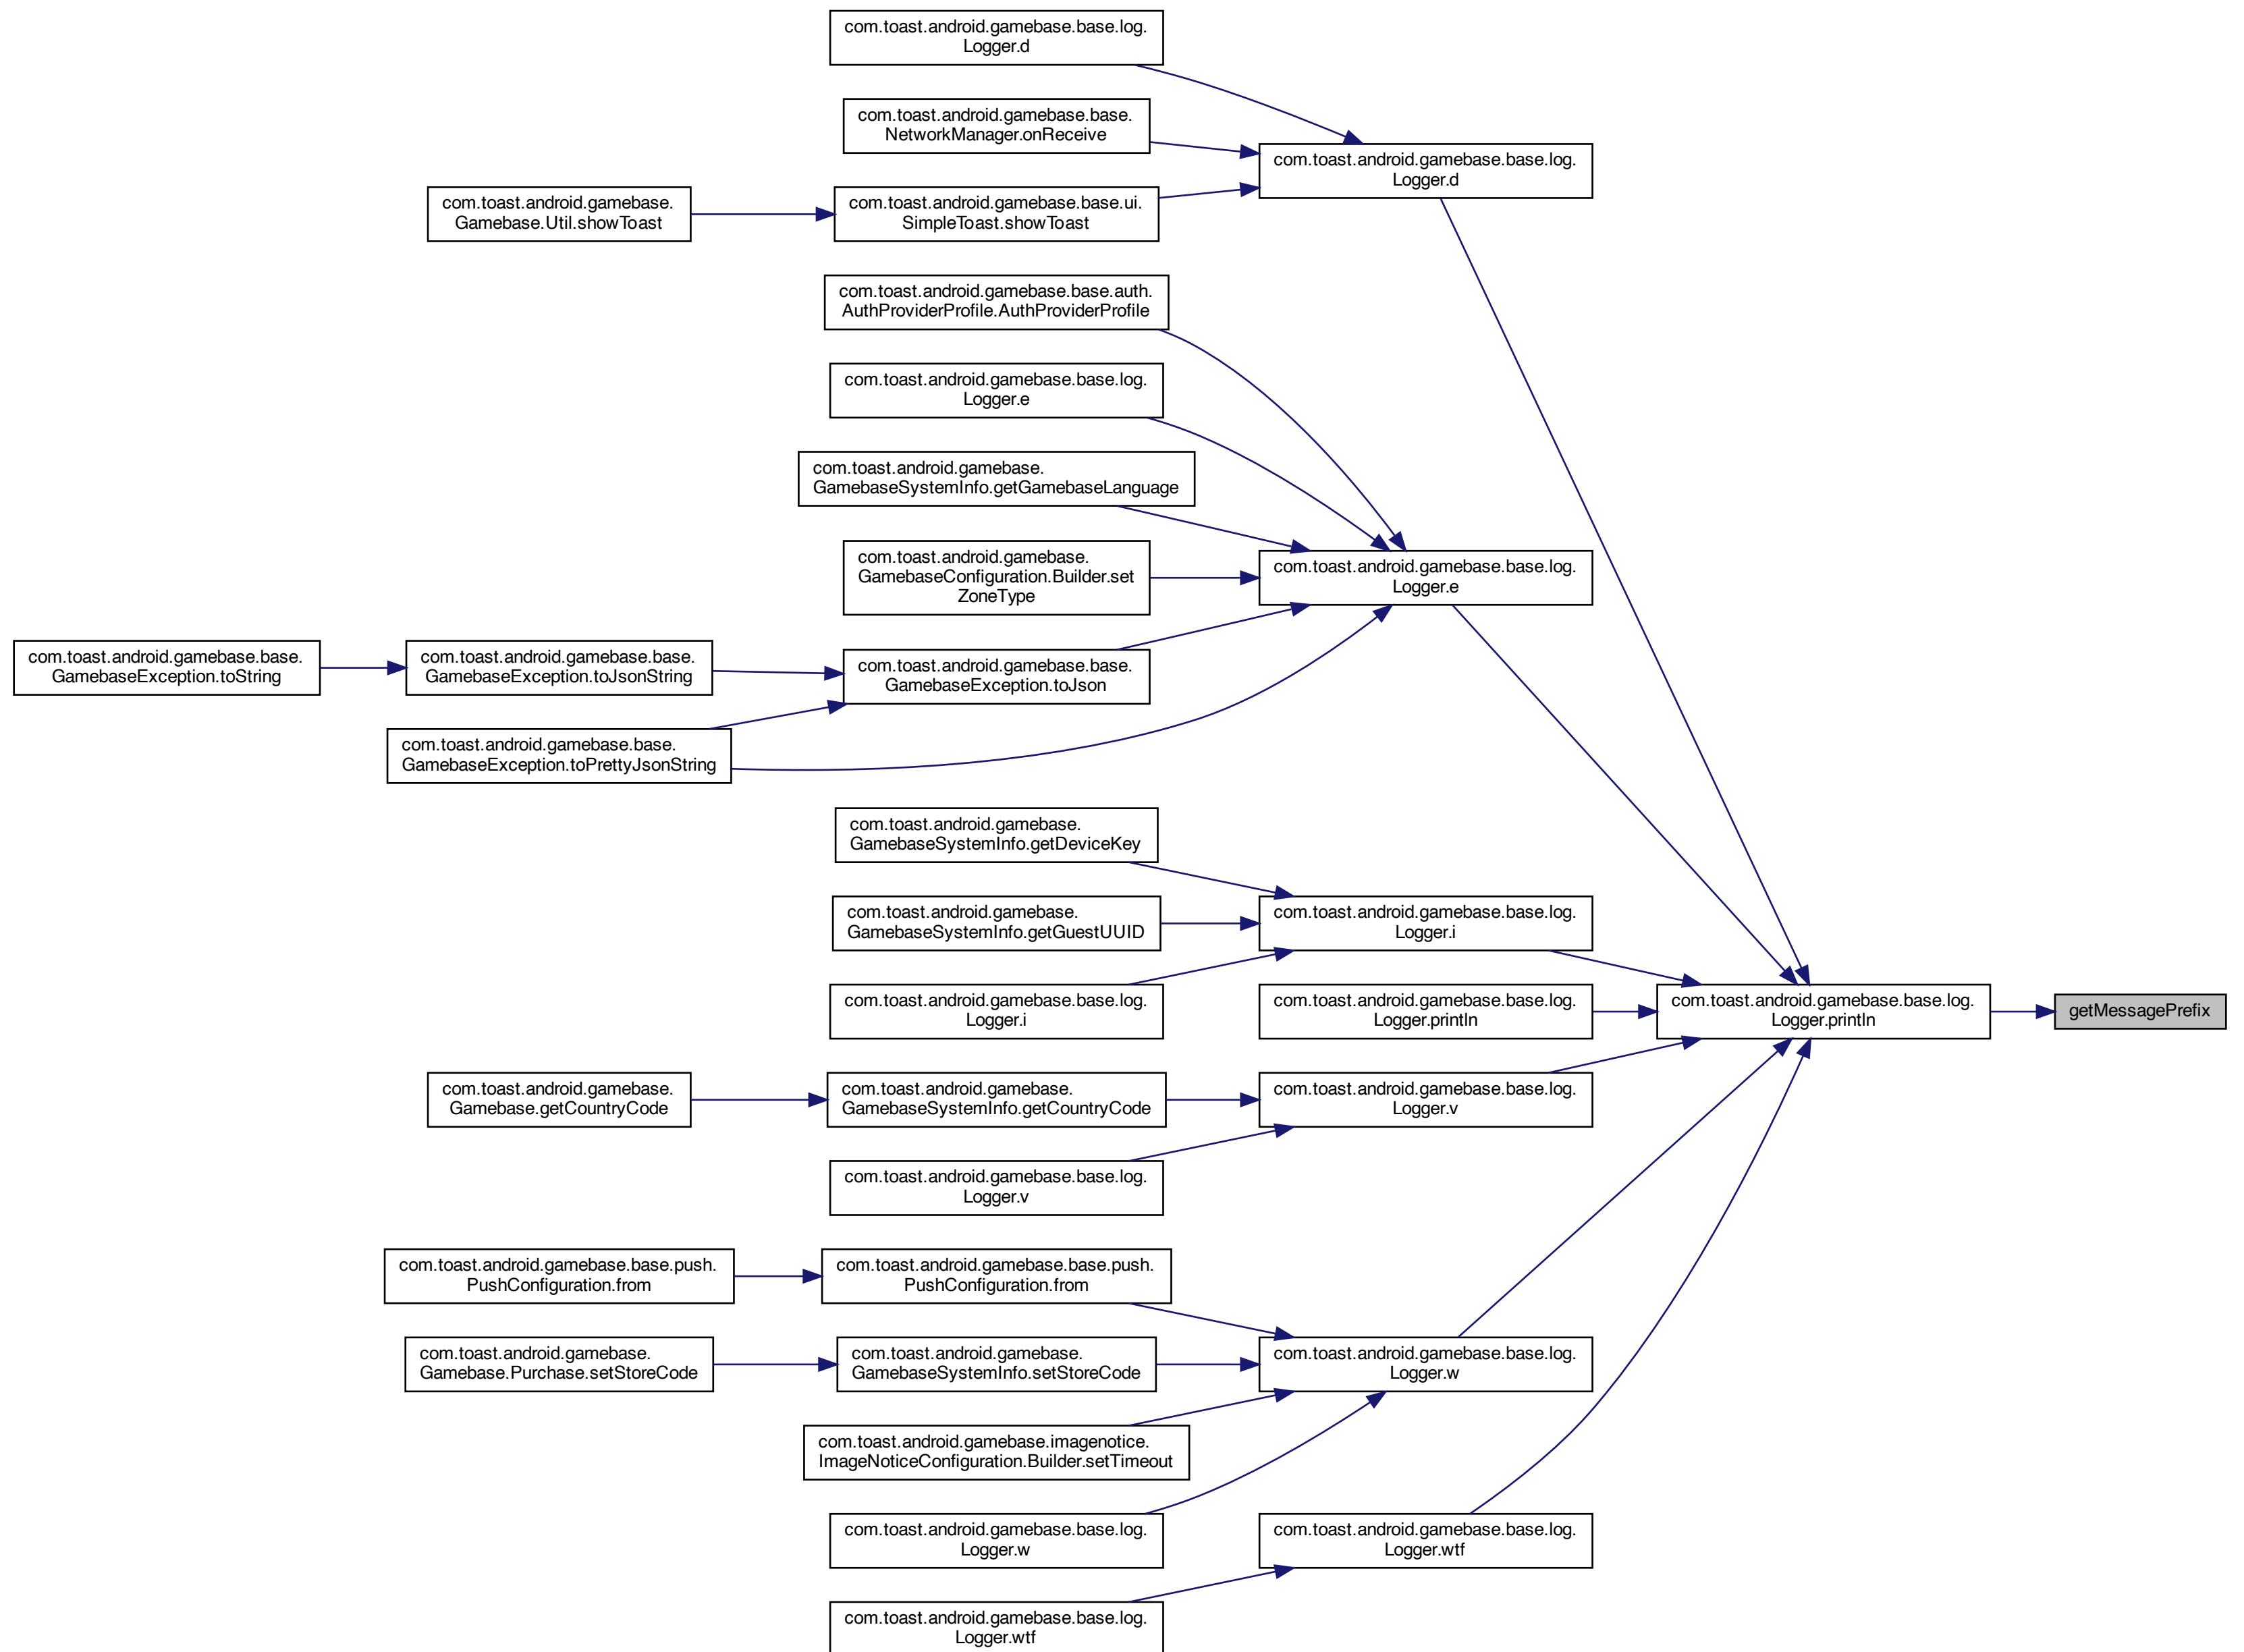 com.toast.android.gamebase.base.log.
Logger.d
com.toast.android.gamebase.base.
NetworkManager.onReceive
com.toast.android.gamebase.base.log.
Logger.d
com.toast.android.gamebase.
Gamebase.Util.showToast
com.toast.android.gamebase.base.ui.
SimpleToast.showToast
com.toast.android.gamebase.base.auth.
AuthProviderProfile.AuthProviderProfile
com.toast.android.gamebase.base.log.
Logger.e
com.toast.android.gamebase.
GamebaseSystemInfo.getGamebaseLanguage
com.toast.android.gamebase.
GamebaseConfiguration.Builder.set
ZoneType
com.toast.android.gamebase.base.log.
Logger.e
com.toast.android.gamebase.base.
GamebaseException.toString
com.toast.android.gamebase.base.
GamebaseException.toJsonString
com.toast.android.gamebase.base.
GamebaseException.toJson
com.toast.android.gamebase.base.
GamebaseException.toPrettyJsonString
com.toast.android.gamebase.
GamebaseSystemInfo.getDeviceKey
com.toast.android.gamebase.
GamebaseSystemInfo.getGuestUUID
com.toast.android.gamebase.base.log.
Logger.i
com.toast.android.gamebase.base.log.
Logger.i
com.toast.android.gamebase.base.log.
Logger.println
com.toast.android.gamebase.base.log.
Logger.println
getMessagePrefix
com.toast.android.gamebase.
Gamebase.getCountryCode
com.toast.android.gamebase.
GamebaseSystemInfo.getCountryCode
com.toast.android.gamebase.base.log.
Logger.v
com.toast.android.gamebase.base.log.
Logger.v
com.toast.android.gamebase.base.push.
PushConfiguration.from
com.toast.android.gamebase.base.push.
PushConfiguration.from
com.toast.android.gamebase.
Gamebase.Purchase.setStoreCode
com.toast.android.gamebase.
GamebaseSystemInfo.setStoreCode
com.toast.android.gamebase.base.log.
Logger.w
com.toast.android.gamebase.imagenotice.
ImageNoticeConfiguration.Builder.setTimeout
com.toast.android.gamebase.base.log.
Logger.w
com.toast.android.gamebase.base.log.
Logger.wtf
com.toast.android.gamebase.base.log.
Logger.wtf